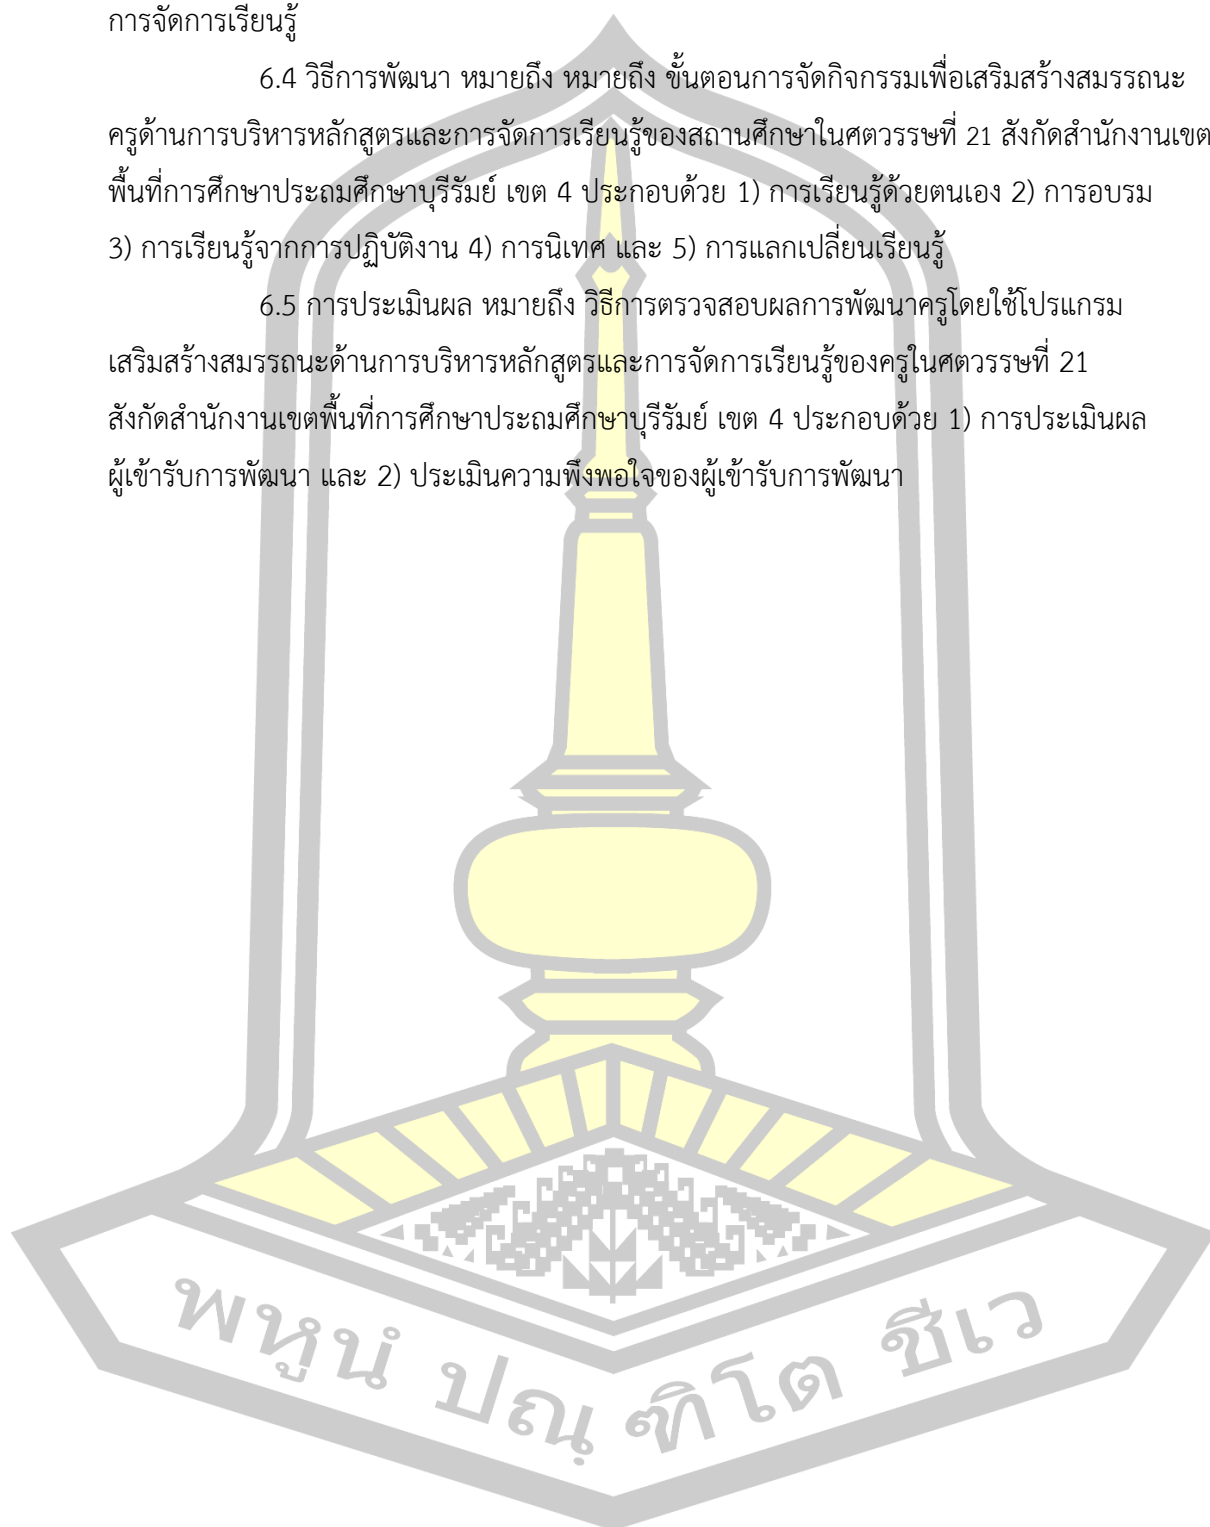 การจัดการเรียนรู้
6.4 วิธีการพัฒนา หมายถึง หมายถึง ขั้นตอนการจัดกิจกรรมเพื่อเสริมสร้างสมรรถนะ
ครูด้านการบริหารหลักสูตรและการจัดการเรียนรู้ของสถานศึกษาในศตวรรษที่ 21 สังกัดสำนักงานเขต
พื้นที่การศึกษาประถมศึกษาบุรีรัมย์ เขต 4 ประกอบด้วย 1) การเรียนรู้ด้วยตนเอง 2) การอบรม
3) การเรียนรู้จากการปฏิบัติงาน 4) การนิเทศ และ 5) การแลกเปลี่ยนเรียนรู้
6.5 การประเมินผล หมายถึง วิธีการตรวจสอบผลการพัฒนาครูโดยใช้โปรแกรม
เสริมสร้างสมรรถนะด้านการบริหารหลักสูตรและการจัดการเรียนรู้ของครูในศตวรรษที่ 21
สังกัดสำนักงานเขตพื้นที่การศึกษาประถมศึกษาบุรีรัมย์ เขต 4 ประกอบด้วย 1) การประเมินผล
ผู้เข้ารับการพัฒนา และ 2) ประเมินความพึงพอใจของผู้เข้ารับการพัฒนา
พหูนํ ปณฺ ฑิโต ชีเว